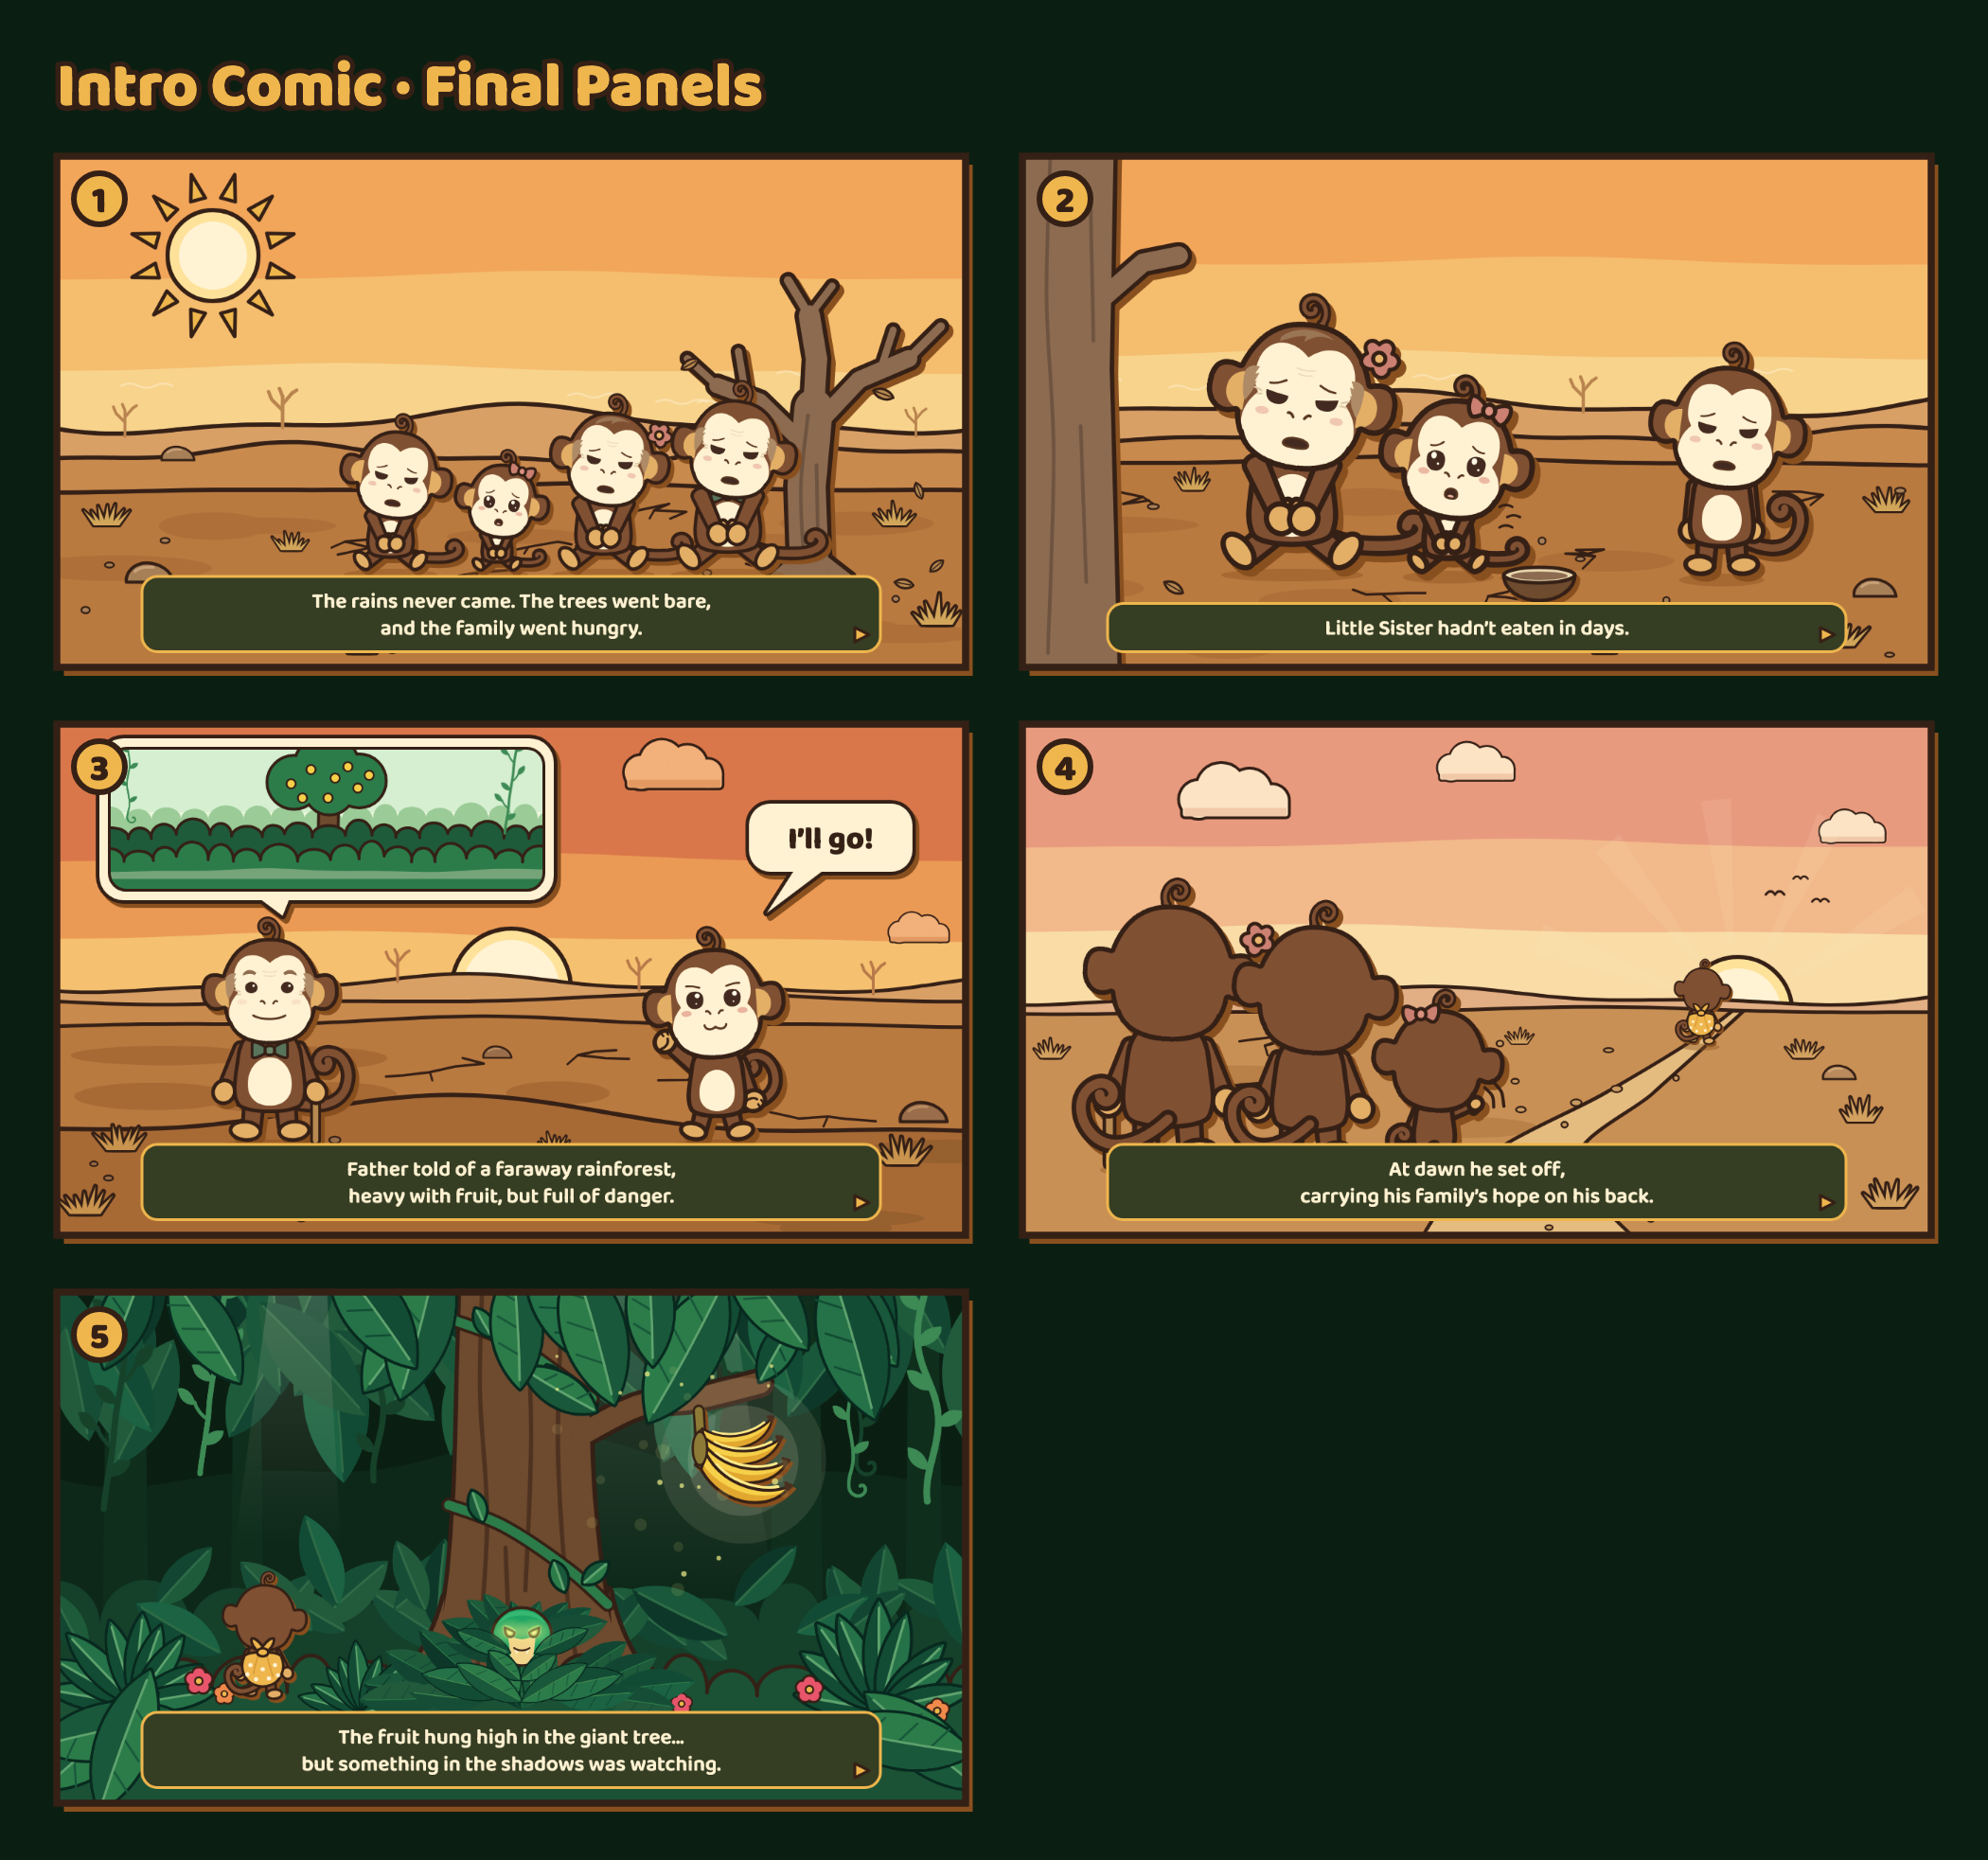 Intro Comic • Final Panels
1
The rains never came. The trees went bare,
and the family went hungry.
2
Little Sister hadn't eaten in days.
3
I'll go!
Father told of a faraway rainforest,
heavy with fruit, but full of danger.
4
At dawn he set off,
carrying his family's hope on his back.
5
The fruit hung high in the giant tree...
but something in the shadows was watching.